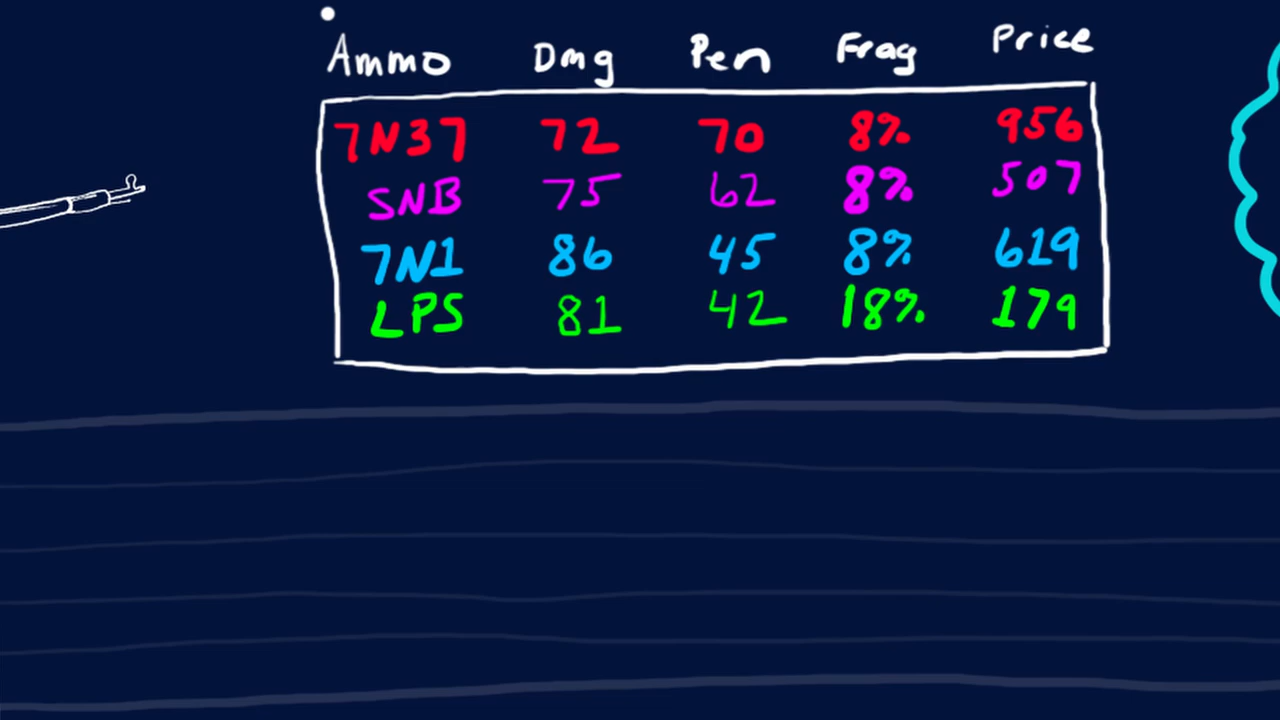 Ammo Dmg Pen Frag Price
7N37 72 70 8% 956
SNB 75 62 8% 507
7N1 86 45 8% 619
LPS 81 42 18% 179